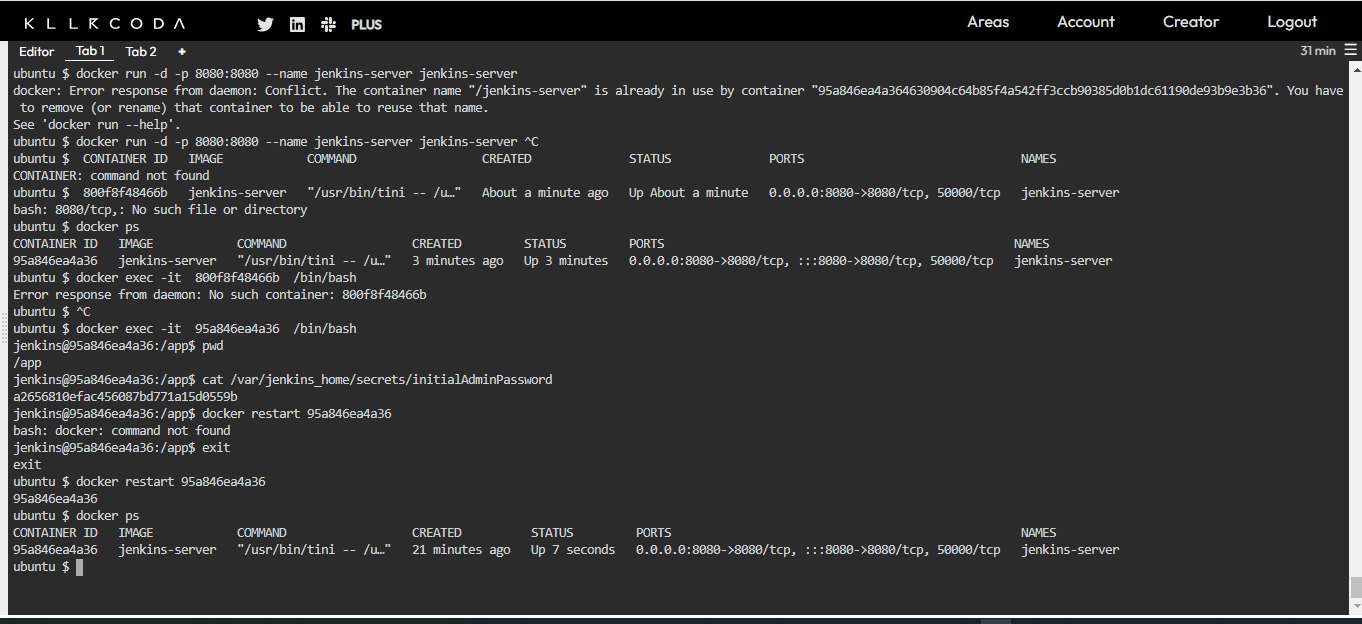 KLLRCODA PLUS Areas Account Creator Logout
Editor Tab 1 Tab 2 + 31 min
ubuntu $ docker run -d -p 8080:8080 --name jenkins-server jenkins-server
docker: Error response from daemon: Conflict. The container name "/jenkins-server" is already in use by container "95a846ea4a364630904c64b85f4a542ff3ccb90385d0b1dc61190de93b9e3b36". You have
 to remove (or rename) that container to be able to reuse that name.
See 'docker run --help'.
ubuntu $ docker run -d -p 8080:8080 --name jenkins-server jenkins-server ^C
ubuntu $  CONTAINER ID   IMAGE            COMMAND                  CREATED              STATUS              PORTS                               NAMES
CONTAINER: command not found
ubuntu $  800f8f48466b   jenkins-server   "/usr/bin/tini -- /u…"   About a minute ago   Up About a minute   0.0.0.0:8080->8080/tcp, 50000/tcp   jenkins-server
bash: 8080/tcp,: No such file or directory
ubuntu $ docker ps
CONTAINER ID   IMAGE            COMMAND                  CREATED         STATUS         PORTS                                                  NAMES
95a846ea4a36   jenkins-server   "/usr/bin/tini -- /u…"   3 minutes ago   Up 3 minutes   0.0.0.0:8080->8080/tcp, :::8080->8080/tcp, 50000/tcp   jenkins-server
ubuntu $ docker exec -it  800f8f48466b  /bin/bash
Error response from daemon: No such container: 800f8f48466b
ubuntu $ ^C
ubuntu $ docker exec -it  95a846ea4a36  /bin/bash
jenkins@95a846ea4a36:/app$ pwd
/app
jenkins@95a846ea4a36:/app$ cat /var/jenkins_home/secrets/initialAdminPassword
a2656810efac456087bd771a15d0559b
jenkins@95a846ea4a36:/app$ docker restart 95a846ea4a36
bash: docker: command not found
jenkins@95a846ea4a36:/app$ exit
exit
ubuntu $ docker restart 95a846ea4a36
95a846ea4a36
ubuntu $ docker ps
CONTAINER ID   IMAGE            COMMAND                  CREATED          STATUS         PORTS                                                  NAMES
95a846ea4a36   jenkins-server   "/usr/bin/tini -- /u…"   21 minutes ago   Up 7 seconds   0.0.0.0:8080->8080/tcp, :::8080->8080/tcp, 50000/tcp   jenkins-server
ubuntu $